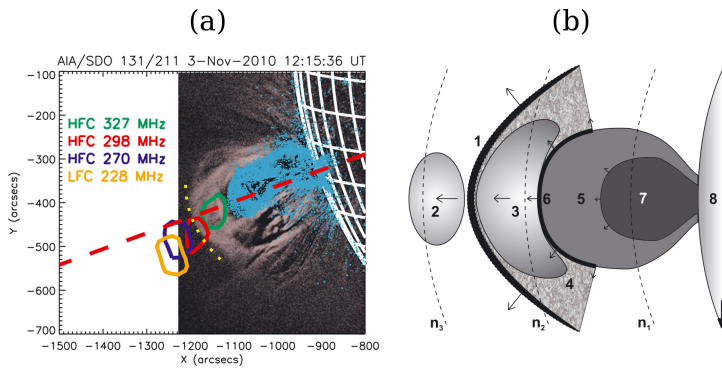 (a)
(b)
AIA/SDO 131/211 3-Nov-2010 12:15:36 UT
HFC 327 MHz
HFC 298 MHz
HFC 270 MHz
LFC 228 MHz
Y (arcsecs)
-100
-200
-300
-400
-500
-600
-700
-1500 -1400 -1300 -1200 -1100 -1000 -900 -800
X (arcsecs)
1
2
3
6
5
7
8
4
n3
n2
n1